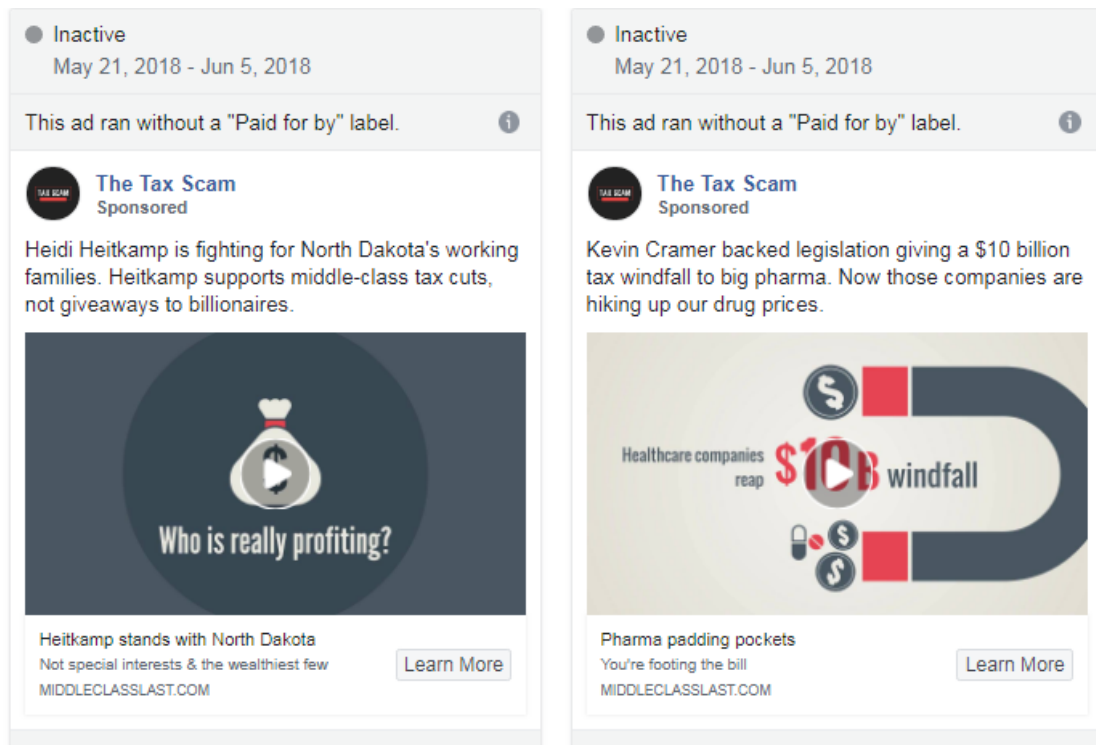 Inactive
May 21, 2018 - Jun 5, 2018
This ad ran without a "Paid for by" label.
TAX SCAM
The Tax Scam
Sponsored
Heidi Heitkamp is fighting for North Dakota's working
families. Heitkamp supports middle-class tax cuts,
not giveaways to billionaires.
$
Who is really profiting?
Heitkamp stands with North Dakota
Not special interests & the wealthiest few
MIDDLECLASSLAST.COM
Learn More
Inactive
May 21, 2018 - Jun 5, 2018
This ad ran without a "Paid for by" label.
TAX SCAM
The Tax Scam
Sponsored
Kevin Cramer backed legislation giving a $10 billion
tax windfall to big pharma. Now those companies are
hiking up our drug prices.
$
Healthcare companies
reap $10B windfall
$
$
Pharma padding pockets
You're footing the bill
MIDDLECLASSLAST.COM
Learn More